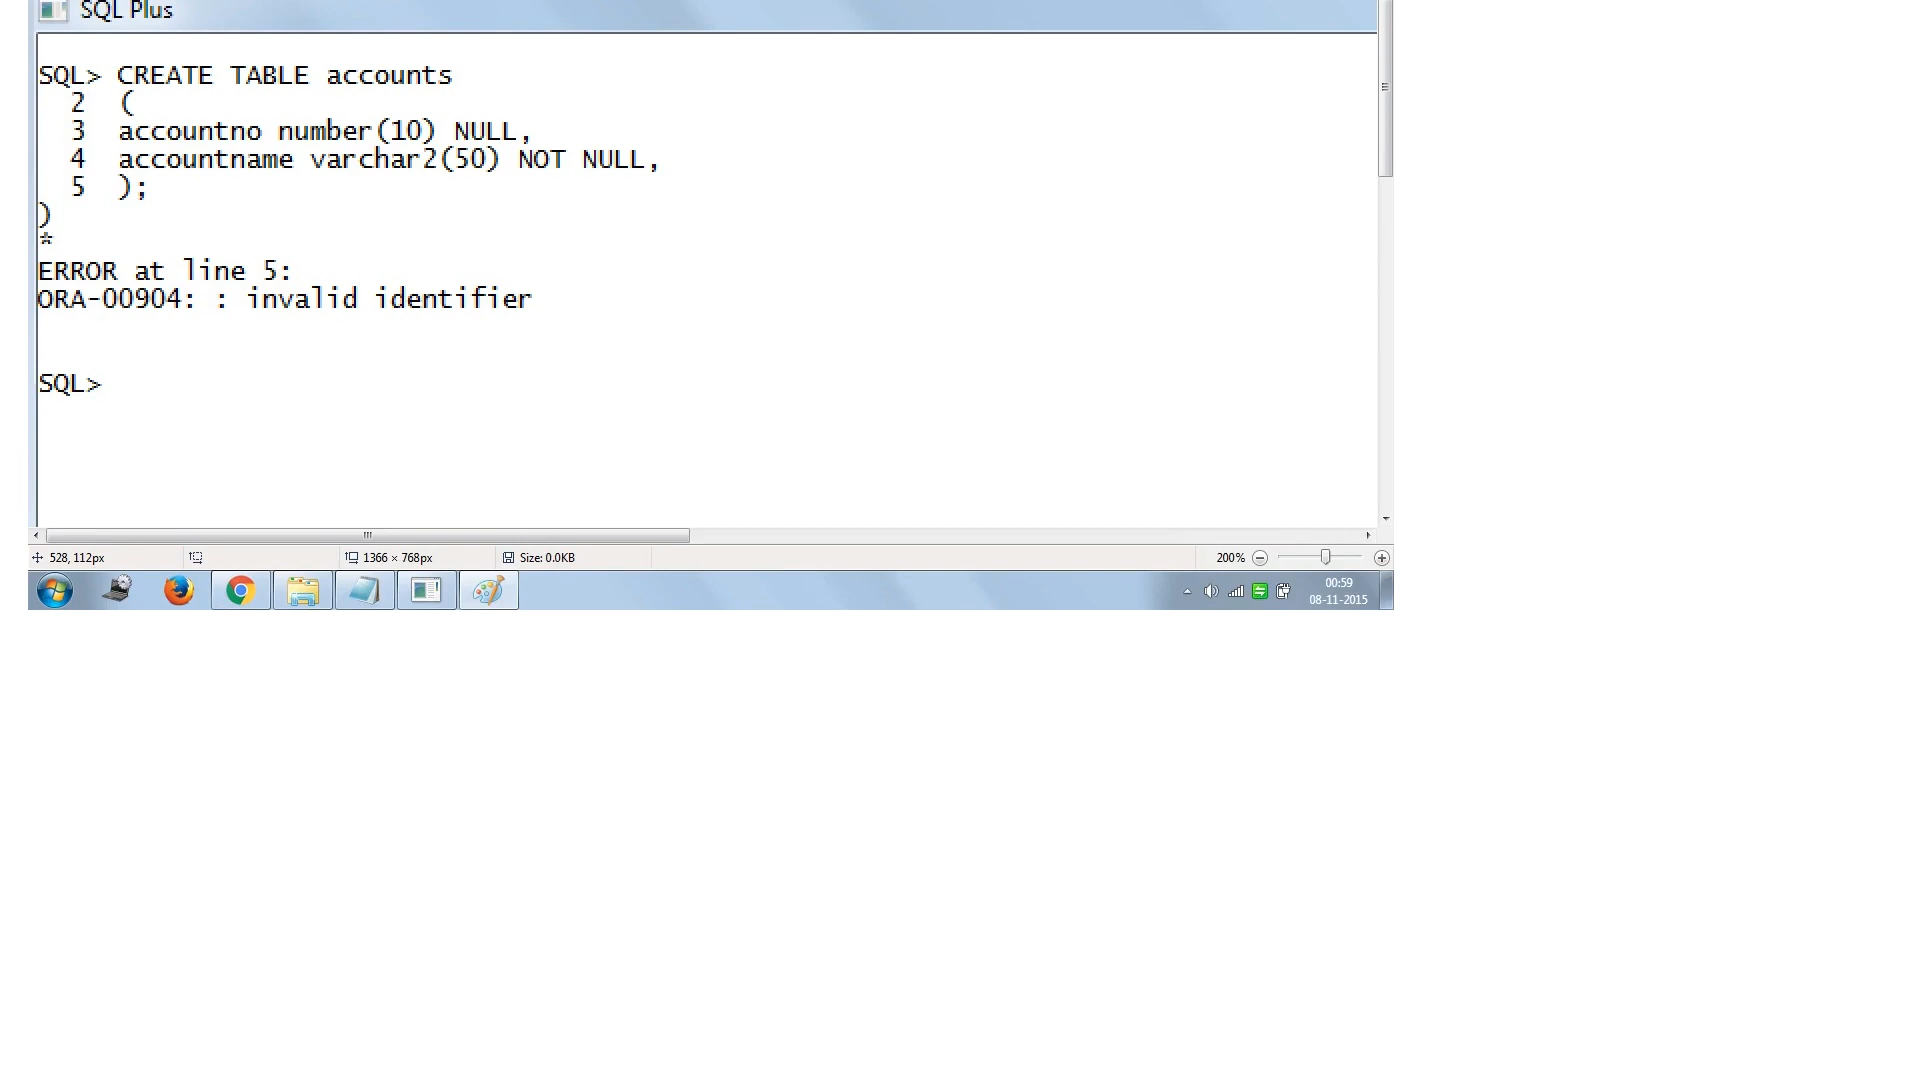 SQL Plus
SQL> CREATE TABLE accounts
2 (
3 accountno number(10) NULL,
4 accountname varchar2(50) NOT NULL,
5 );
)
*
ERROR at line 5:
ORA-00904: : invalid identifier
SQL>
528, 112px 1366 × 768px Size: 0.0KB 200%
00:59
08-11-2015